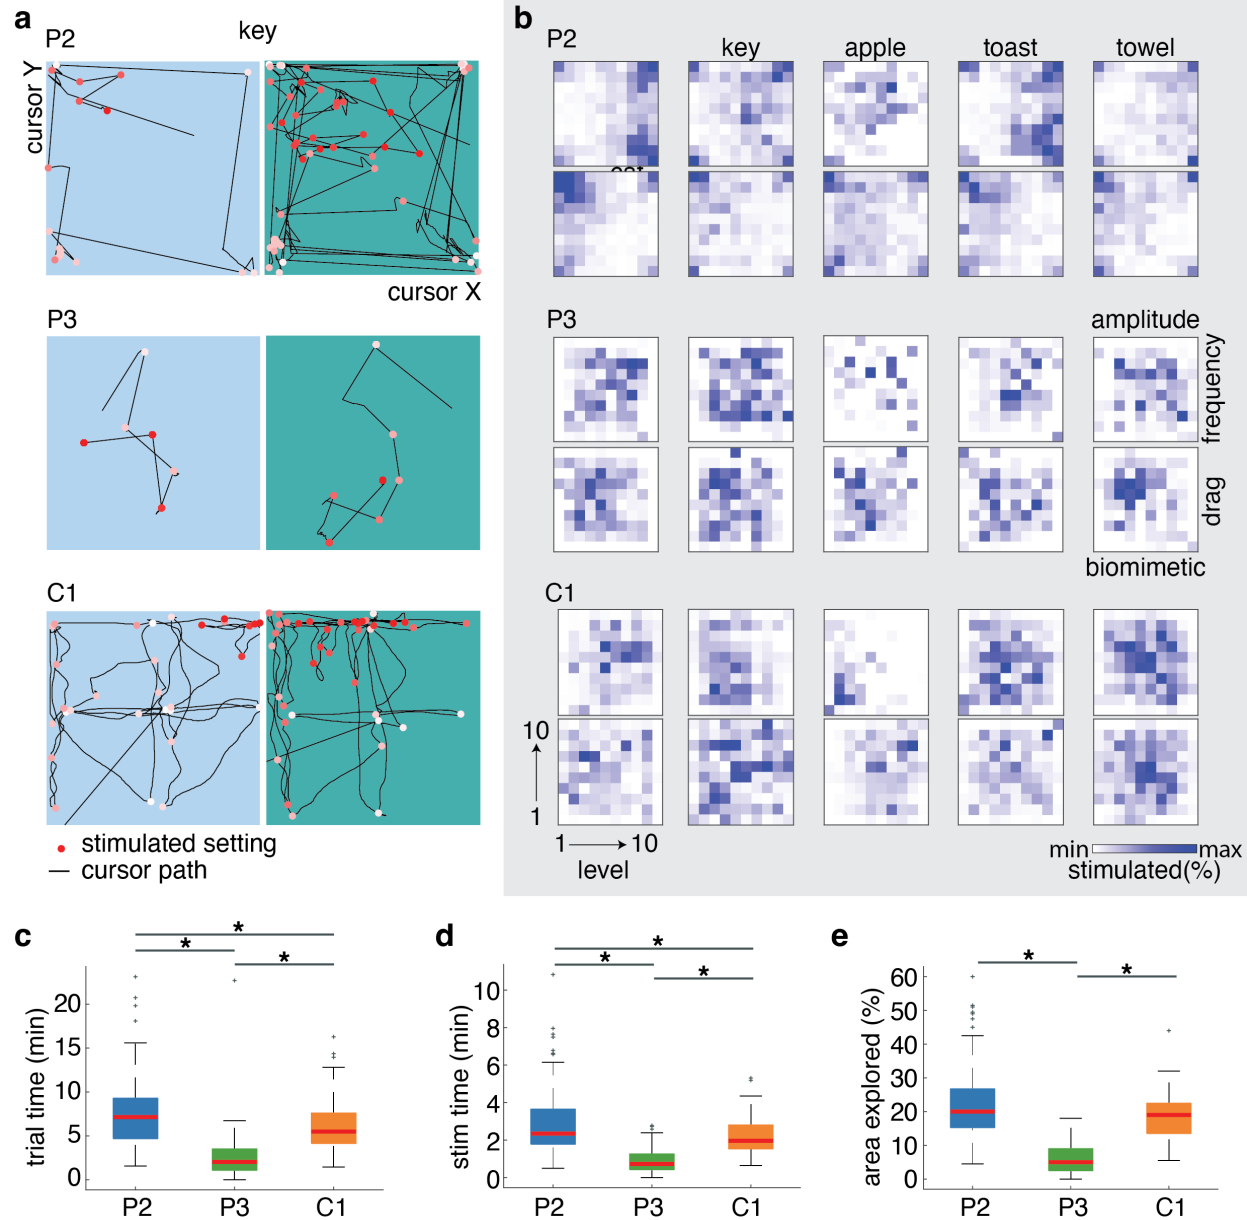 a
key
P2
cursor Y
cursor X
P3
C1
stimulated setting
cursor path
b
P2
key
apple
toast
towel
P3
amplitude
frequency
drag
biomimetic
C1
10
1
1
10
level
min
max
stimulated(%)
c
*
*
*
trial time (min)
20
15
10
5
0
P2
P3
C1
d
*
*
*
stim time (min)
10
8
6
4
2
0
P2
P3
C1
e
*
*
area explored (%)
60
50
40
30
20
10
0
P2
P3
C1